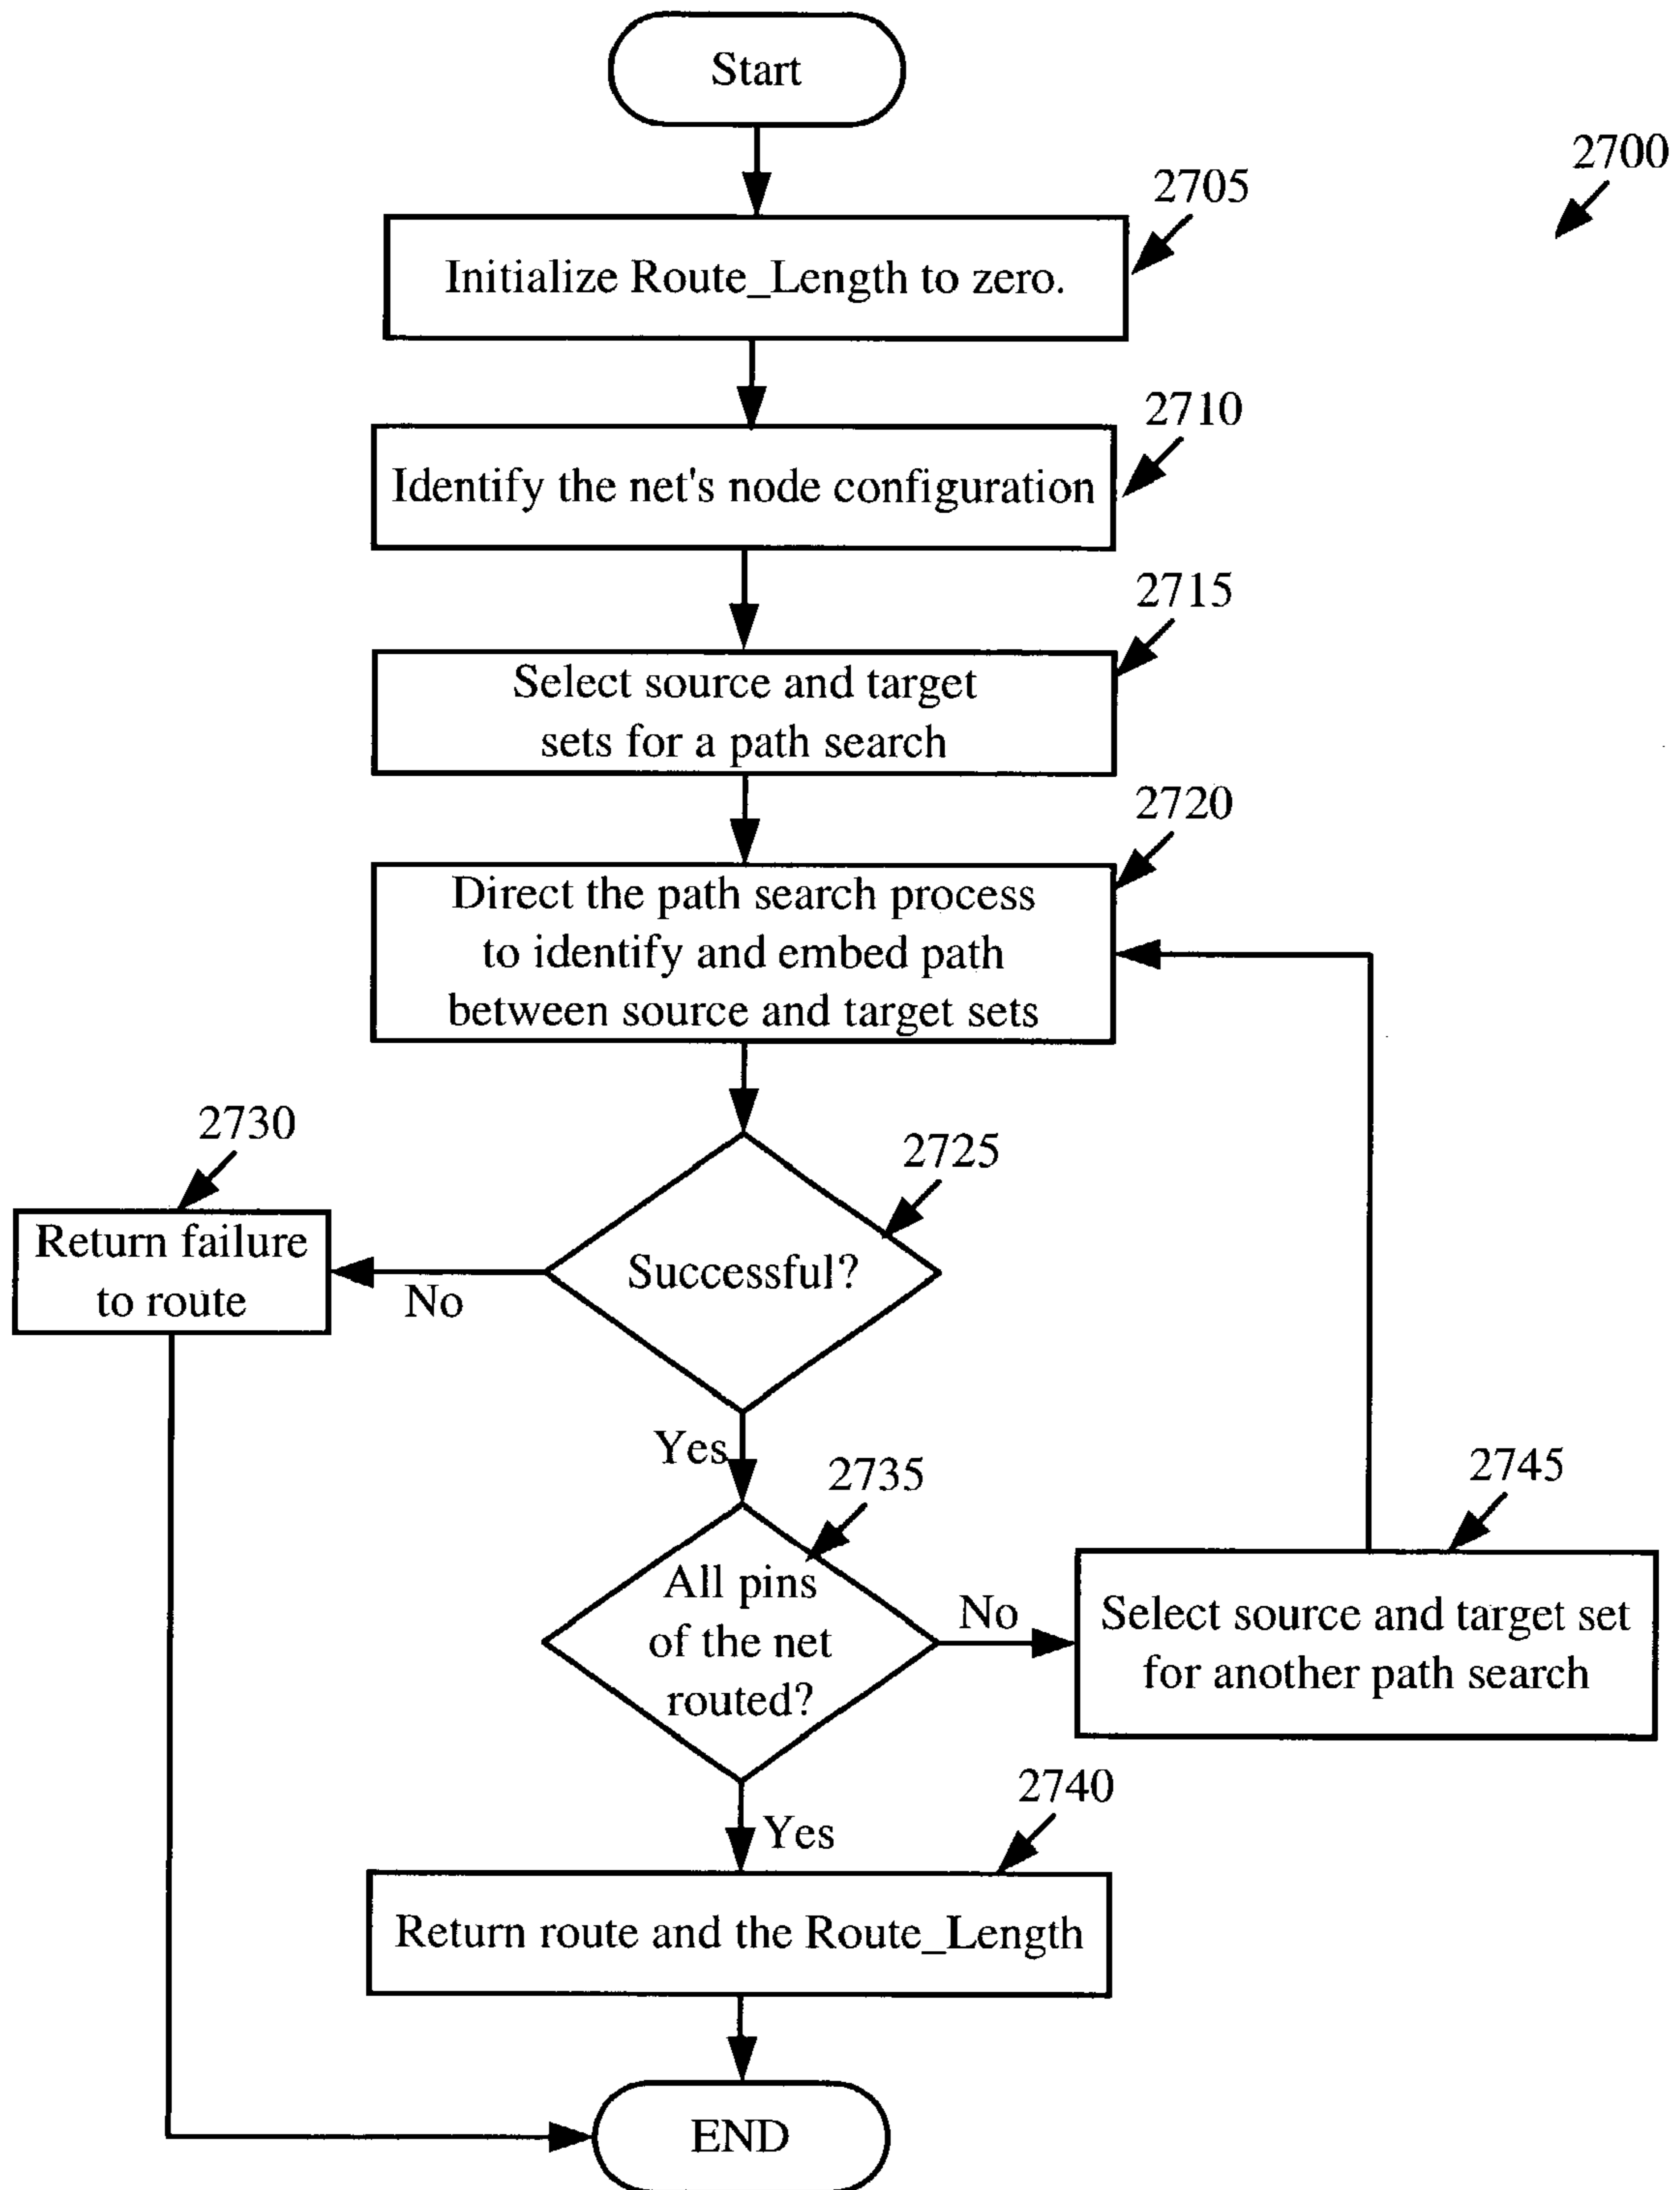 Start
2700
2705
Initialize Route_Length to zero.
2710
Identify the net's node configuration
2715
Select source and target
sets for a path search
2720
Direct the path search process
to identify and embed path
between source and target sets
2730
2725
Return failure
to route
No
Successful?
Yes
2735
2745
All pins
of the net
routed?
No
Select source and target set
for another path search
2740
Yes
Return route and the Route_Length
END